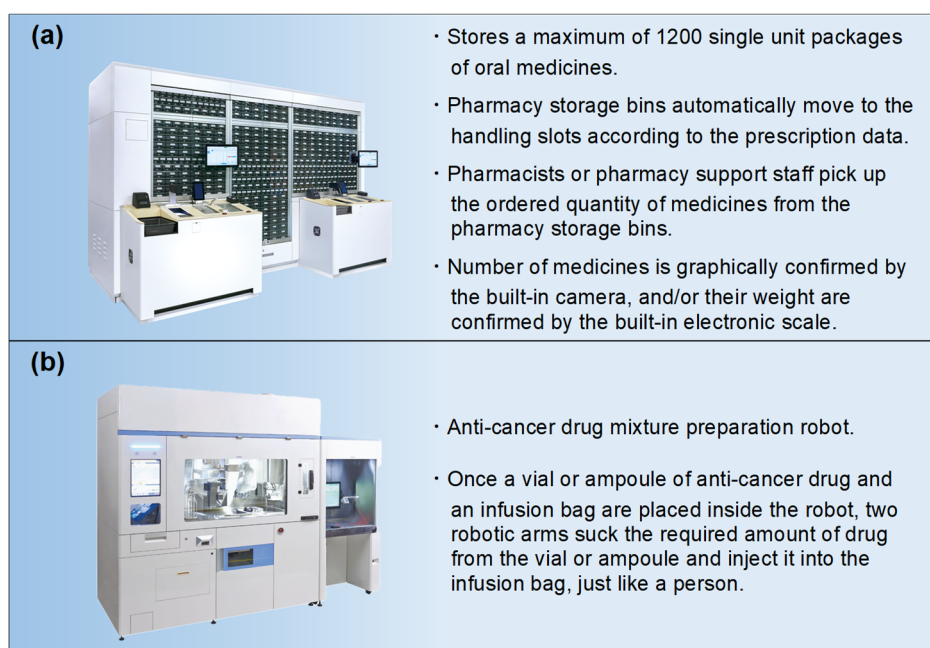 (a)
・Stores a maximum of 1200 single unit packages
of oral medicines.
・Pharmacy storage bins automatically move to the
handling slots according to the prescription data.
・Pharmacists or pharmacy support staff pick up
the ordered quantity of medicines from the
pharmacy storage bins.
・Number of medicines is graphically confirmed by
the built-in camera, and/or their weight are
confirmed by the built-in electronic scale.
(b)
・Anti-cancer drug mixture preparation robot.
・Once a vial or ampoule of anti-cancer drug and
an infusion bag are placed inside the robot, two
robotic arms suck the required amount of drug
from the vial or ampoule and inject it into the
infusion bag, just like a person.